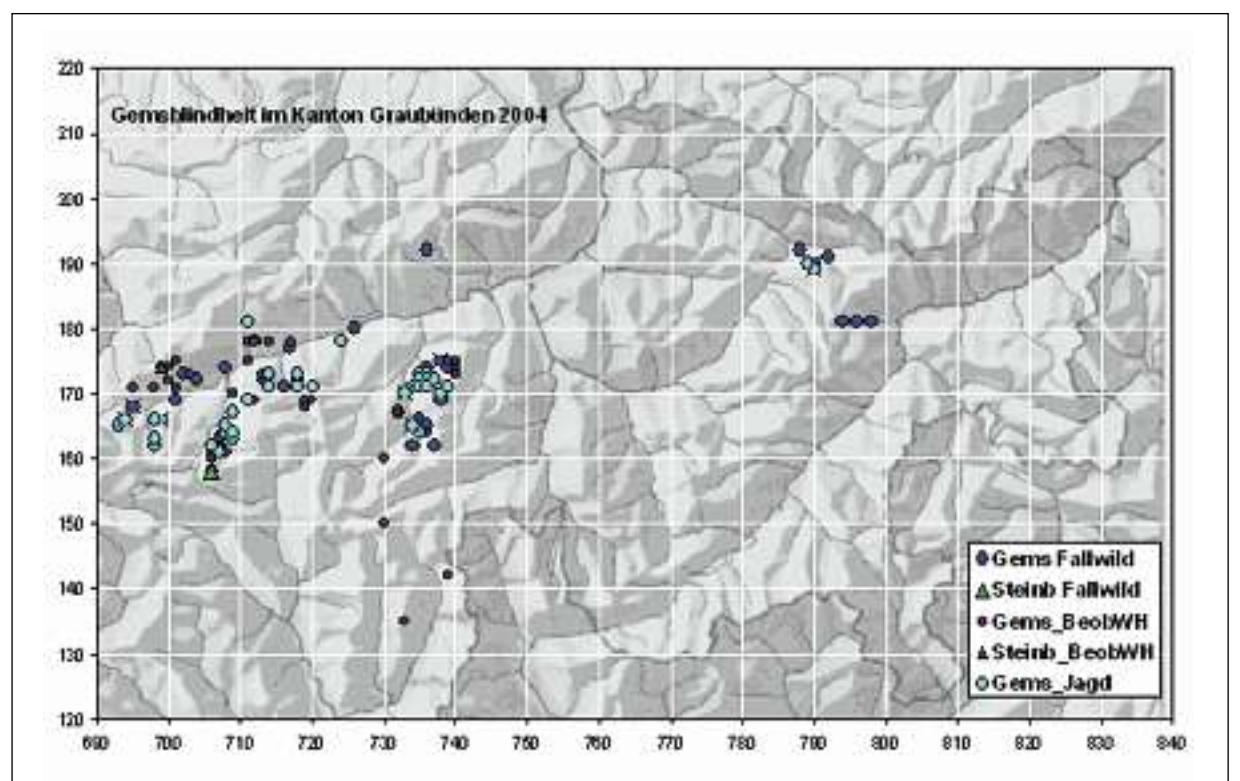 Gemsblindheit im Kanton Graubünden 2004
220
210
200
190
180
170
160
150
140
130
120
690 700 710 720 730 740 750 760 770 780 790 800 810 820 830 840
Gems Fallwild
Steinb Fallwild
Gems_BeobWH
Steinb_BeobWH
Gems_Jagd